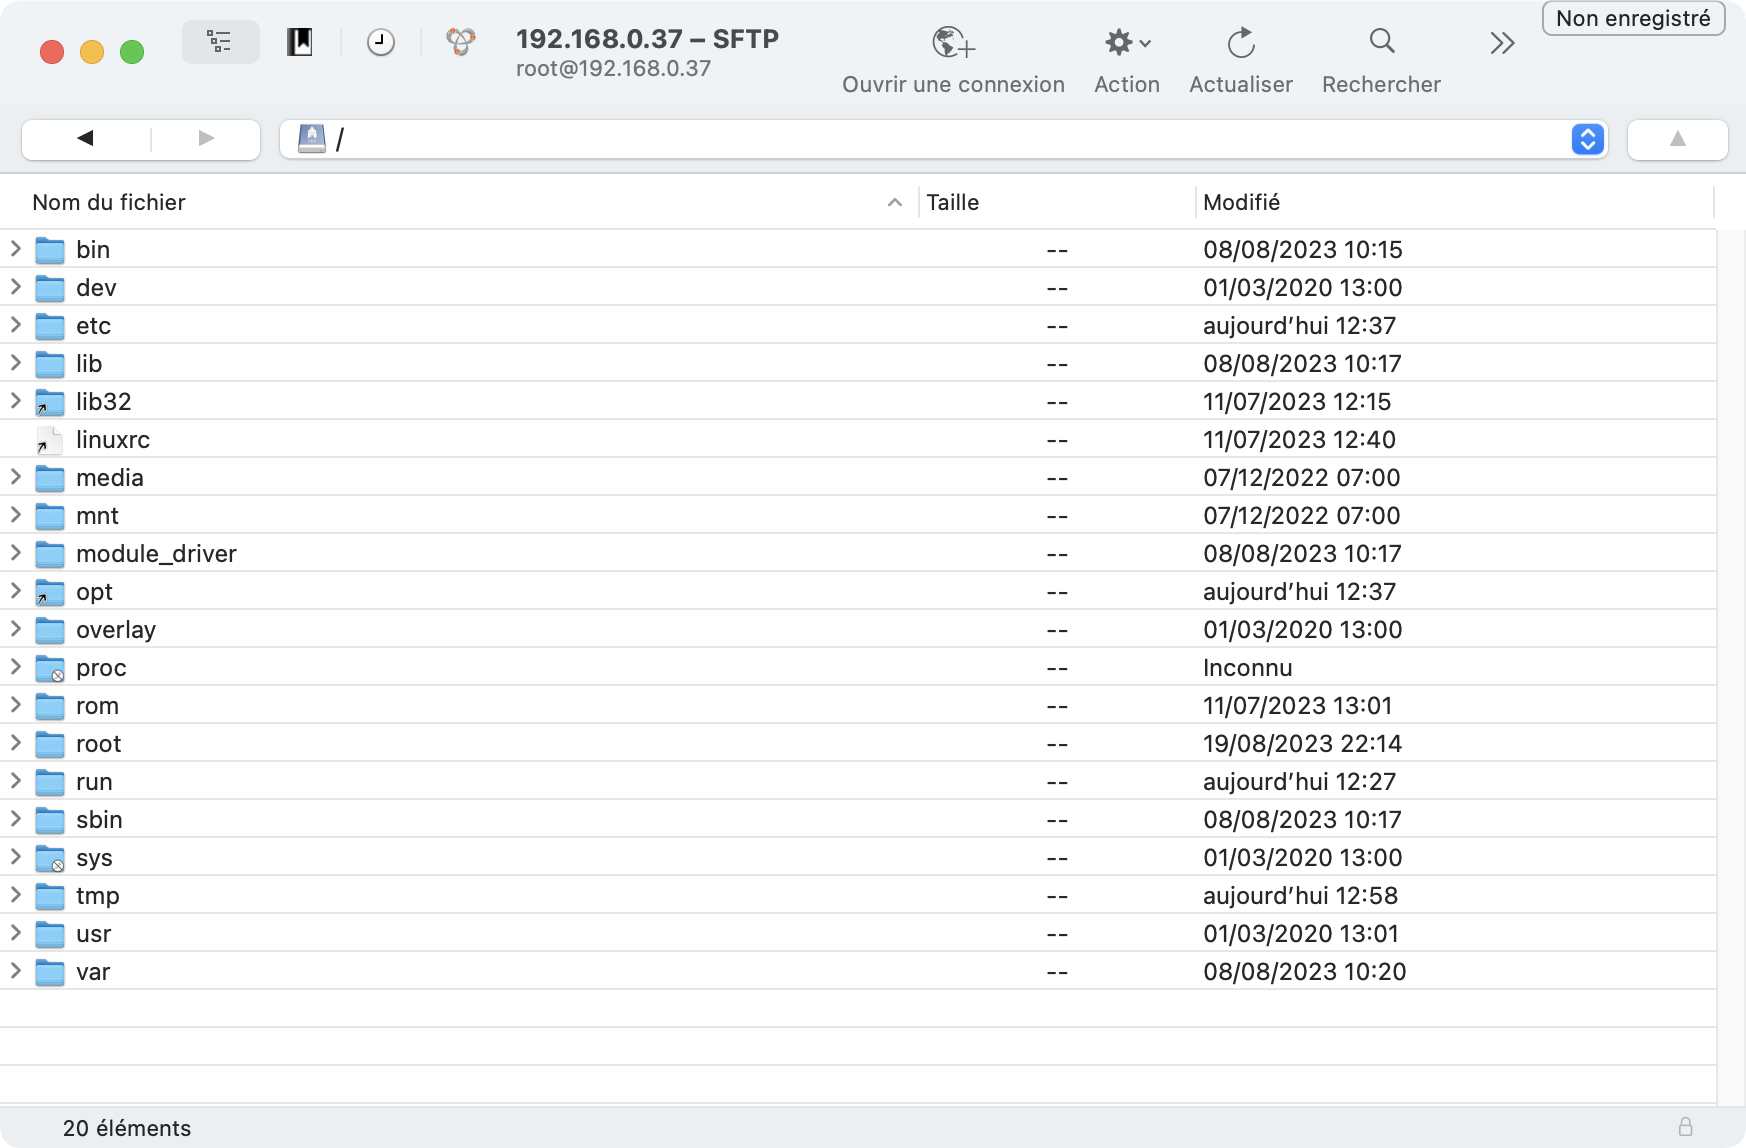 192.168.0.37 – SFTP
root@192.168.0.37
Ouvrir une connexion Action Actualiser Rechercher
Non enregistré
/
Nom du fichier Taille Modifié
bin -- 08/08/2023 10:15
dev -- 01/03/2020 13:00
etc -- aujourd’hui 12:37
lib -- 08/08/2023 10:17
lib32 -- 11/07/2023 12:15
linuxrc -- 11/07/2023 12:40
media -- 07/12/2022 07:00
mnt -- 07/12/2022 07:00
module_driver -- 08/08/2023 10:17
opt -- aujourd’hui 12:37
overlay -- 01/03/2020 13:00
proc -- Inconnu
rom -- 11/07/2023 13:01
root -- 19/08/2023 22:14
run -- aujourd’hui 12:27
sbin -- 08/08/2023 10:17
sys -- 01/03/2020 13:00
tmp -- aujourd’hui 12:58
usr -- 01/03/2020 13:01
var -- 08/08/2023 10:20
20 éléments